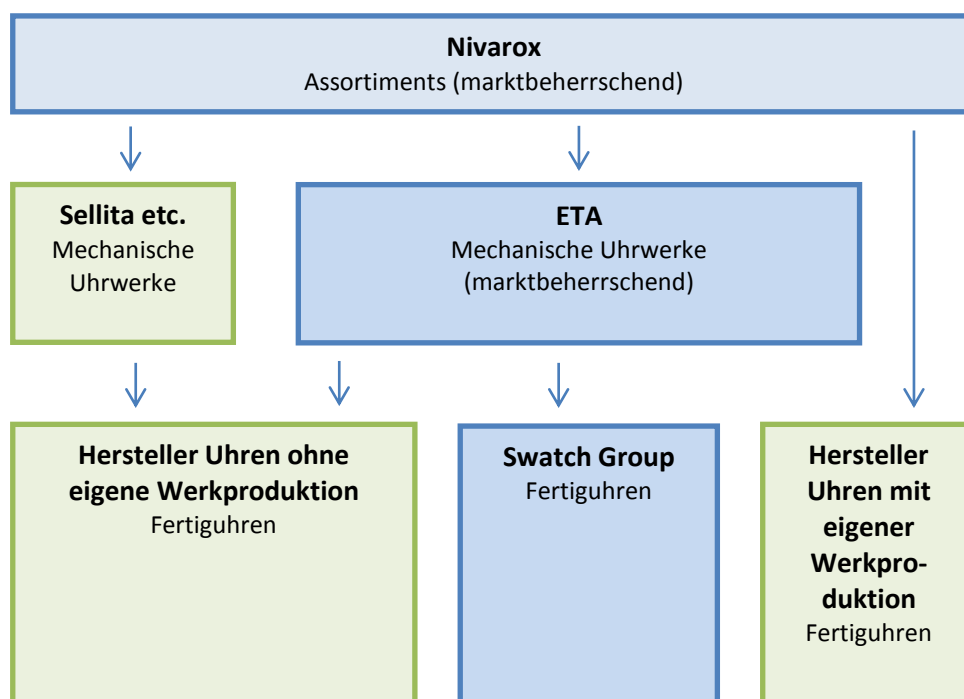 Nivarox
Assortiments (marktbeherrschend)
Sellita etc.
Mechanische
Uhrwerke
ETA
Mechanische Uhrwerke
(marktbeherrschend)
Hersteller Uhren ohne
eigene Werkproduktion
Fertiguhren
Swatch Group
Fertiguhren
Hersteller
Uhren mit
eigener
Werkpro-
duktion
Fertiguhren